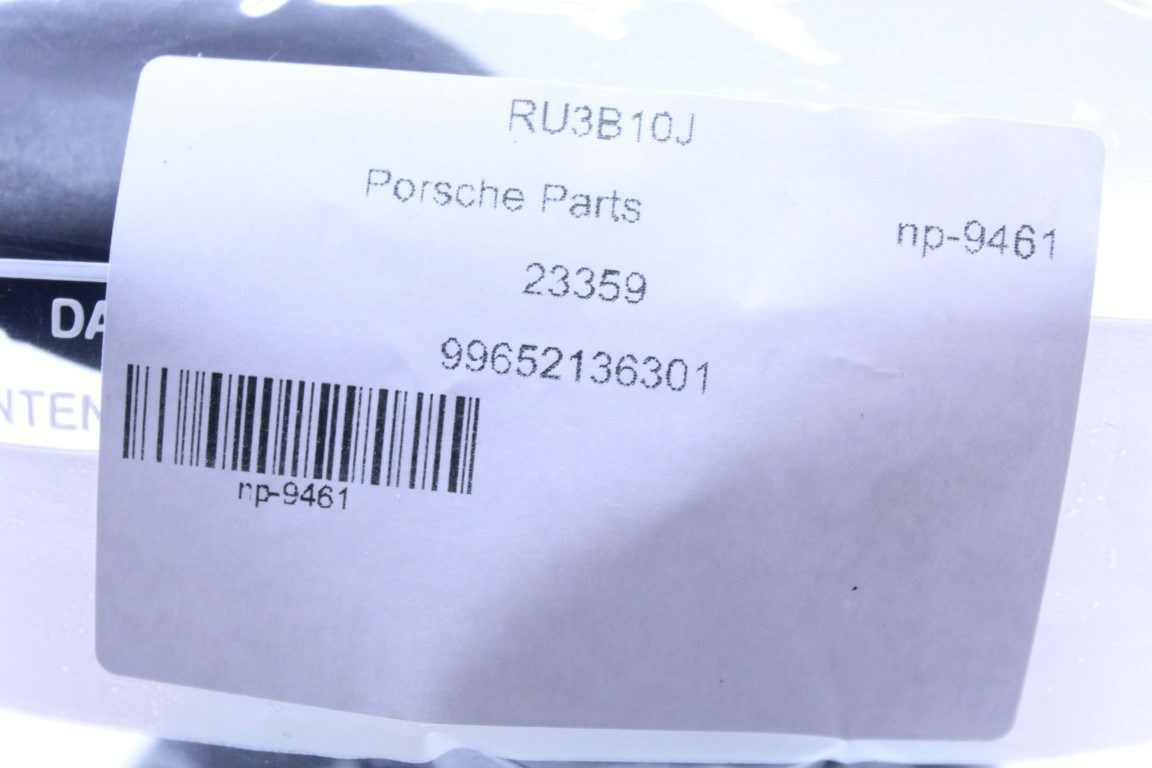 RU3B10J
Porsche Parts
np-9461
23359
99652136301
np-9461
DA
NTEN